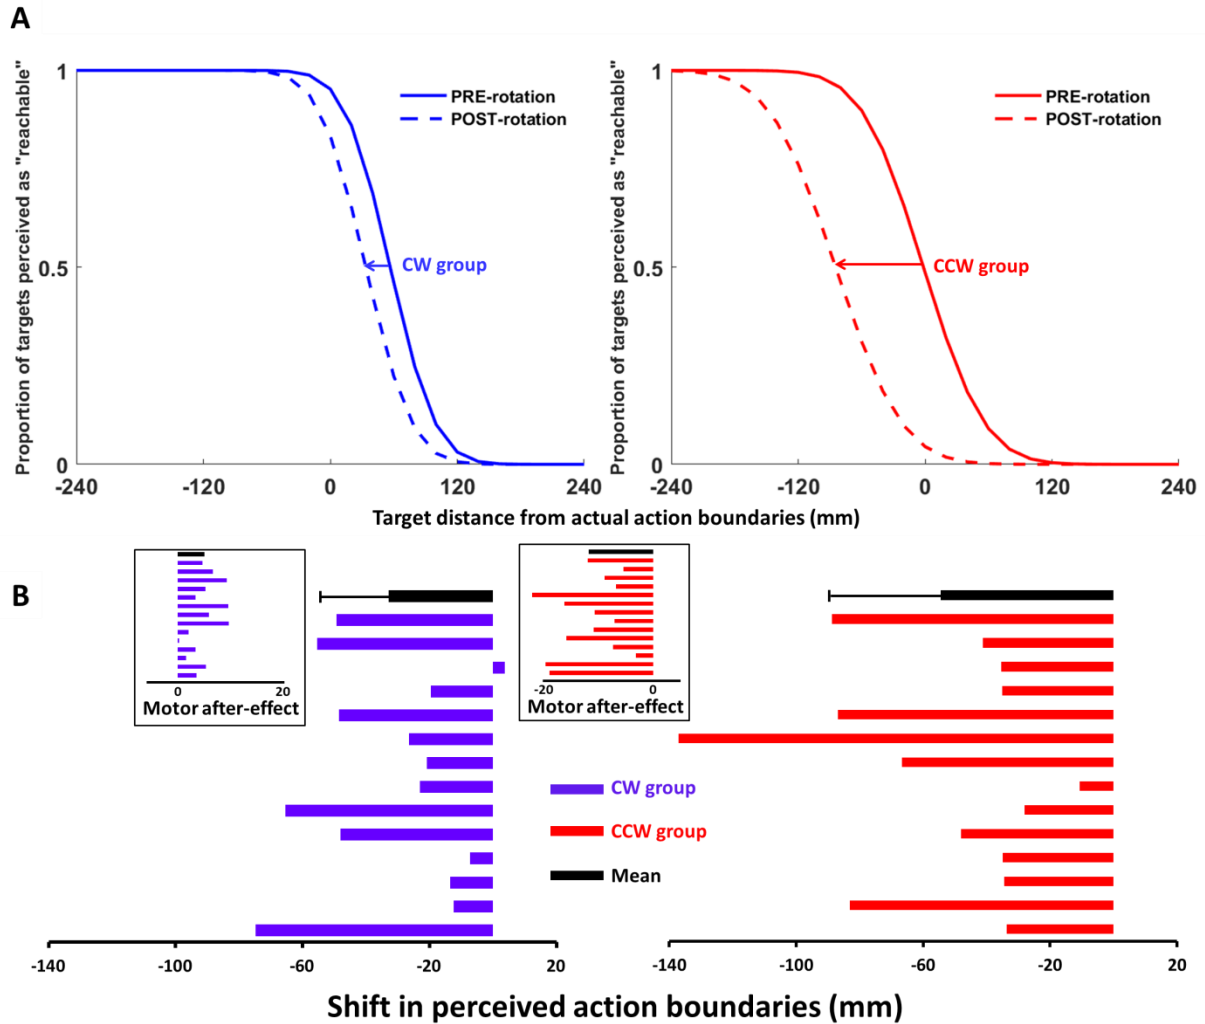 A
Proportion of targets perceived as "reachable"
1
0.5
0
PRE-rotation
POST-rotation
CW group
-240 -120 0 120 240
Proportion of targets perceived as "reachable"
1
0.5
0
PRE-rotation
POST-rotation
CCW group
-240 -120 0 120 240
Target distance from actual action boundaries (mm)
B
0 20
Motor after-effect
-20 0
Motor after-effect
CW group
CCW group
Mean
-140 -100 -60 -20 20
-140 -100 -60 -20 20
Shift in perceived action boundaries (mm)